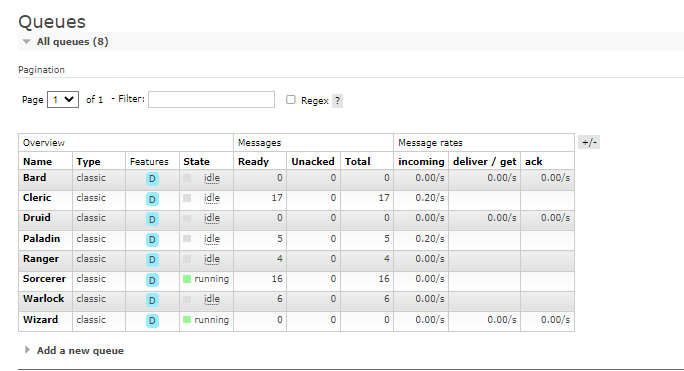 Queues
All queues (8)
Pagination
Page 1 of 1 - Filter: Regex ?
Overview Messages Message rates +/-
Name Type Features State Ready Unacked Total incoming deliver / get ack
Bard classic D idle 0 0 0 0.00/s 0.00/s 0.00/s
Cleric classic D idle 17 0 17 0.20/s
Druid classic D idle 0 0 0 0.00/s 0.00/s 0.00/s
Paladin classic D idle 5 0 5 0.20/s
Ranger classic D idle 4 0 4 0.00/s
Sorcerer classic D running 16 0 16 0.00/s
Warlock classic D idle 6 0 6 0.00/s
Wizard classic D running 0 0 0 0.00/s 0.00/s 0.00/s
Add a new queue